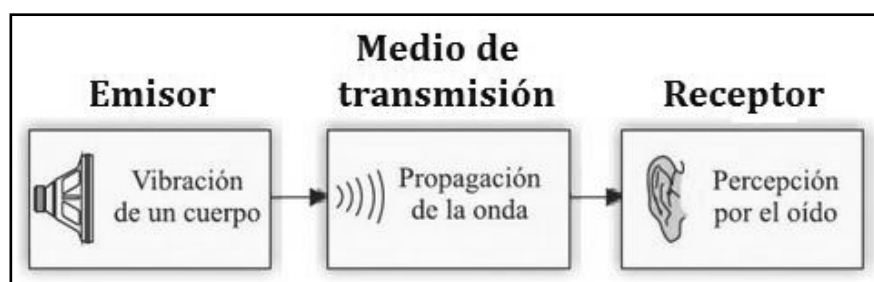 Emisor
Medio de
transmisión
Receptor
Vibración
de un cuerpo
Propagación
de la onda
Percepción
por el oído